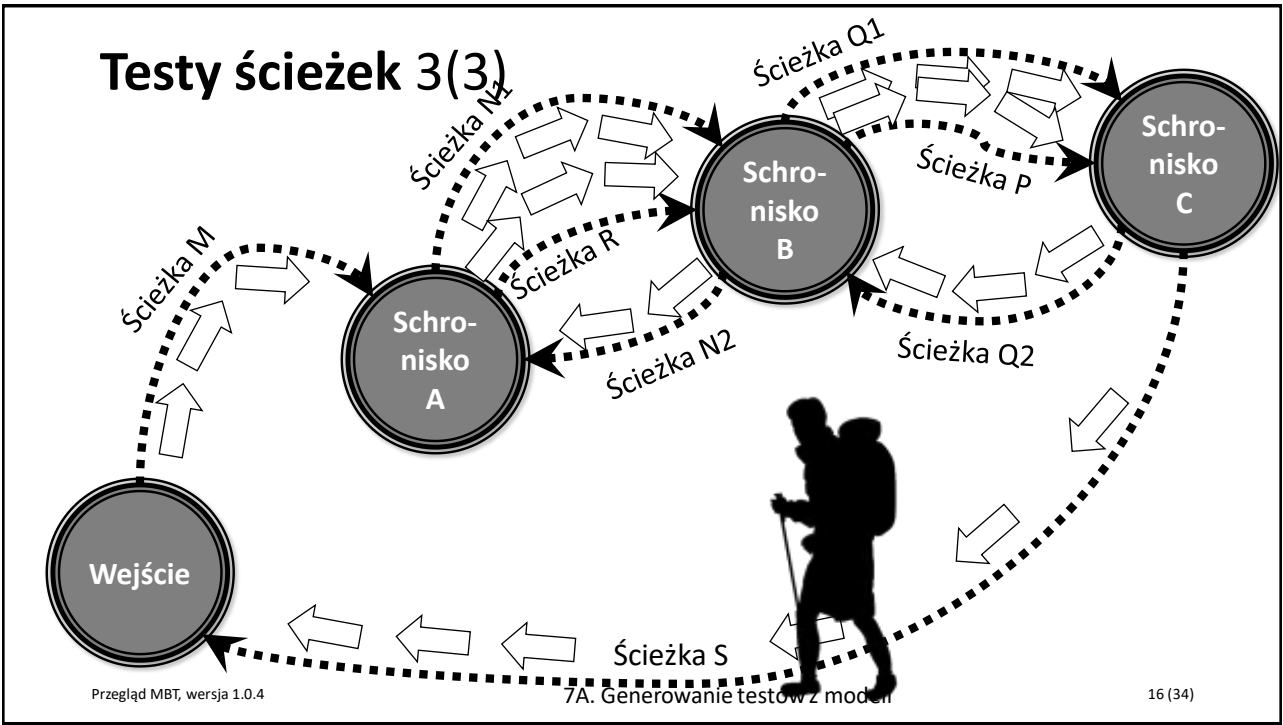 Testy ścieżek 3(3)
Ścieżka Q1
Ścieżka N1
Schro-
nisko
C
Schro-
nisko
B
Ścieżka P
Ścieżka M
Ścieżka R
Schro-
nisko
A
Ścieżka N2
Ścieżka Q2
Wejście
Ścieżka S
Przegląd MBT, wersja 1.0.4
7A. Generowanie testów z modeli
16 (34)